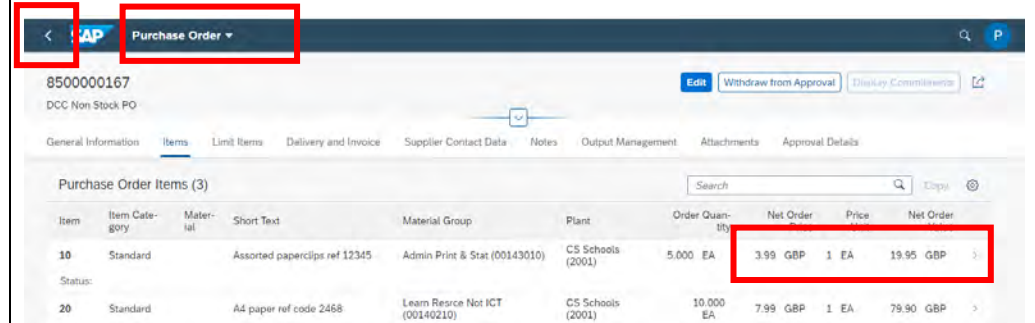 SAP Purchase Order
P
8500000167
Edit Withdraw from Approval Display Commitments
DCC Non Stock PO
General Information Items Limit Items Delivery and Invoice Supplier Contact Data Notes Output Management Attachments Approval Details
Purchase Order Items (3)
Search Copy
Item Item Cate- Mater- Short Text Material Group Plant Order Quan- Net Order Price Net Order
gory ial tity
10 Standard Assorted paperclips ref 12345 Admin Print & Stat (00143010) CS Schools 5.000 EA 3.99 GBP 1 EA 19.95 GBP
(2001)
Status:
20 Standard A4 paper ref code 2468 Learn Resrce Not ICT CS Schools 10.000 7.99 GBP 1 EA 79.90 GBP
(00140210) (2001) EA